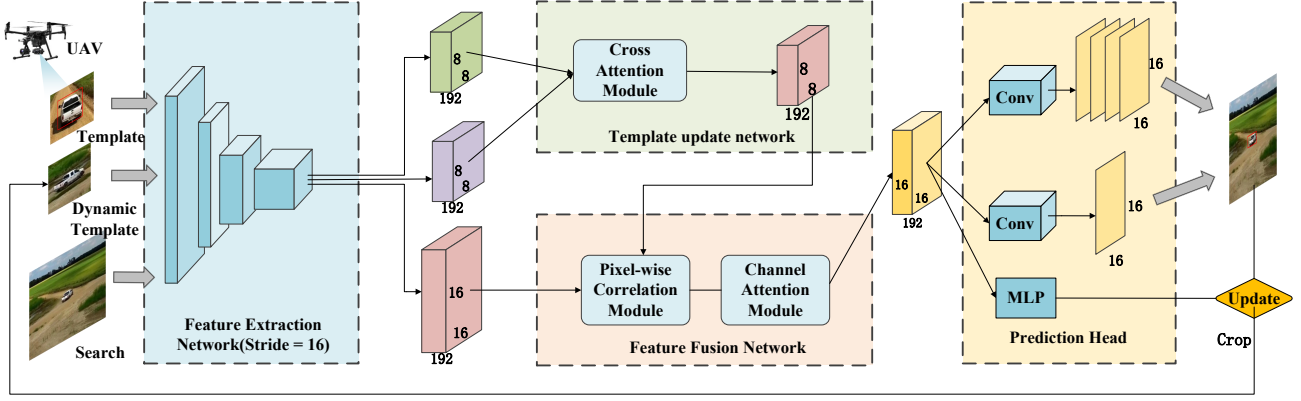 UAV
Template
Dynamic
Template
Search
Feature Extraction
Network(Stride = 16)
8
8
192
8
8
192
16
16
192
Cross
Attention
Module
8
8
192
Template update network
Pixel-wise
Correlation
Module
Channel
Attention
Module
Feature Fusion Network
16
16
192
Conv
16
16
Conv
16
16
MLP
Prediction Head
Update
Crop